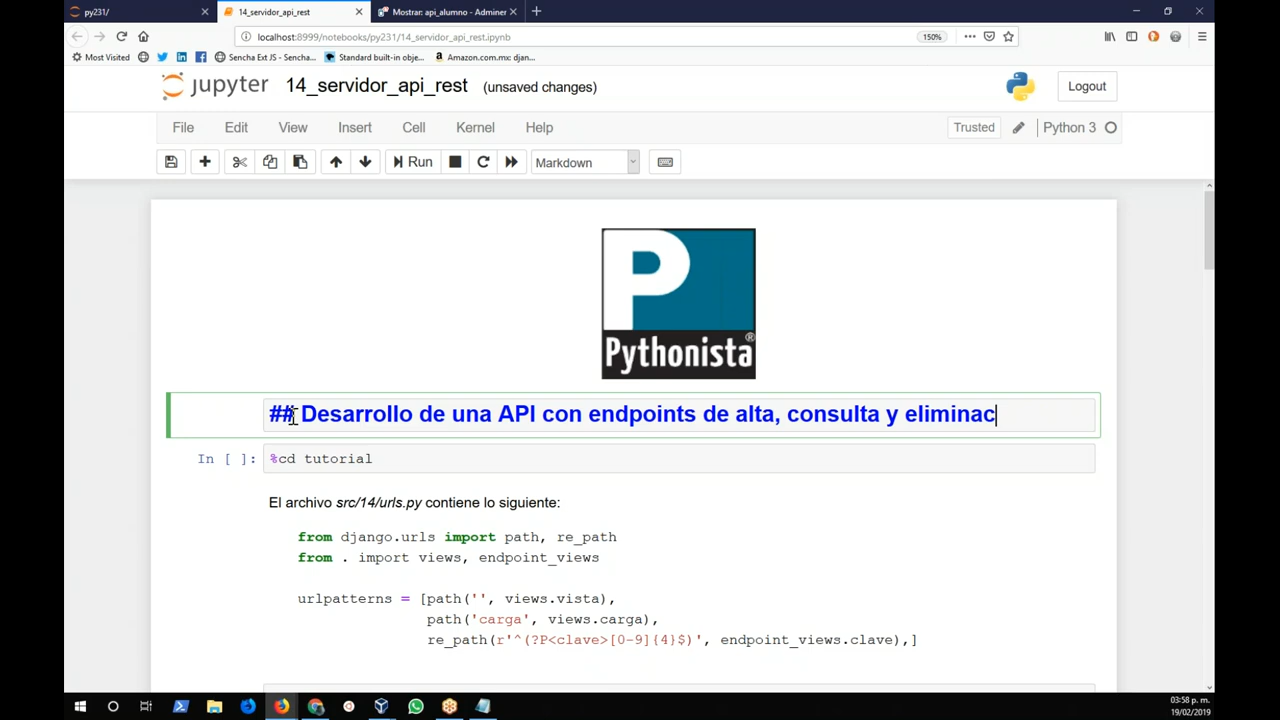 py231/
14_servidor_api_rest
Mostrar: api_alumno - Adminer
localhost:8999/notebooks/py231/14_servidor_api_rest.ipynb
150%
Most Visited
Sencha Ext JS - Sencha...
Standard built-in obje...
Amazon.com.mx: djan...
jupyter 14_servidor_api_rest (unsaved changes)
Logout
File Edit View Insert Cell Kernel Help
Trusted
Python 3
Run
Markdown
P
Pythonista®
## Desarrollo de una API con endpoints de alta, consulta y eliminac
In [ ]: %cd tutorial
El archivo src/14/urls.py contiene lo siguiente:
from django.urls import path, re_path
from . import views, endpoint_views
urlpatterns = [path('', views.vista),
path('carga', views.carga),
re_path(r'^(?P<clave>[0-9]{4}$)', endpoint_views.clave),]
03:58 p. m.
19/02/2019